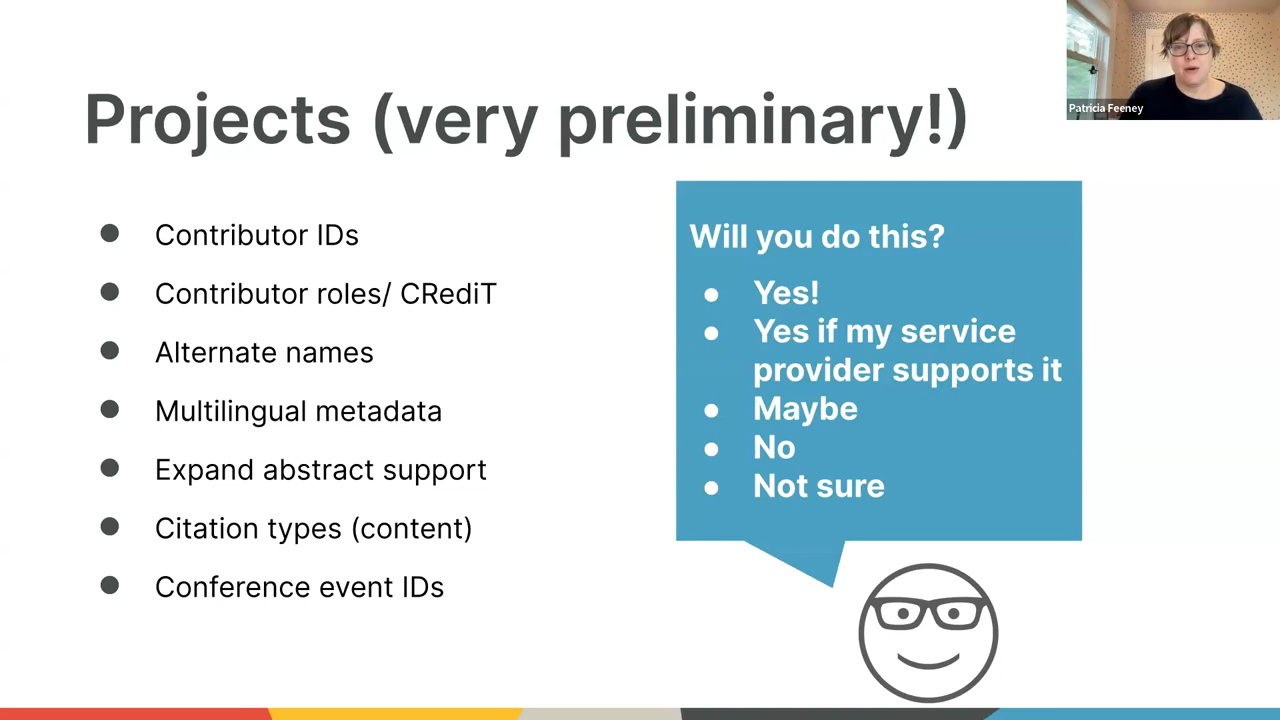 Projects (very preliminary!)
Patricia Feeney
● Contributor IDs
● Contributor roles/ CRediT
● Alternate names
● Multilingual metadata
● Expand abstract support
● Citation types (content)
● Conference event IDs
Will you do this?
● Yes!
● Yes if my service
provider supports it
● Maybe
● No
● Not sure